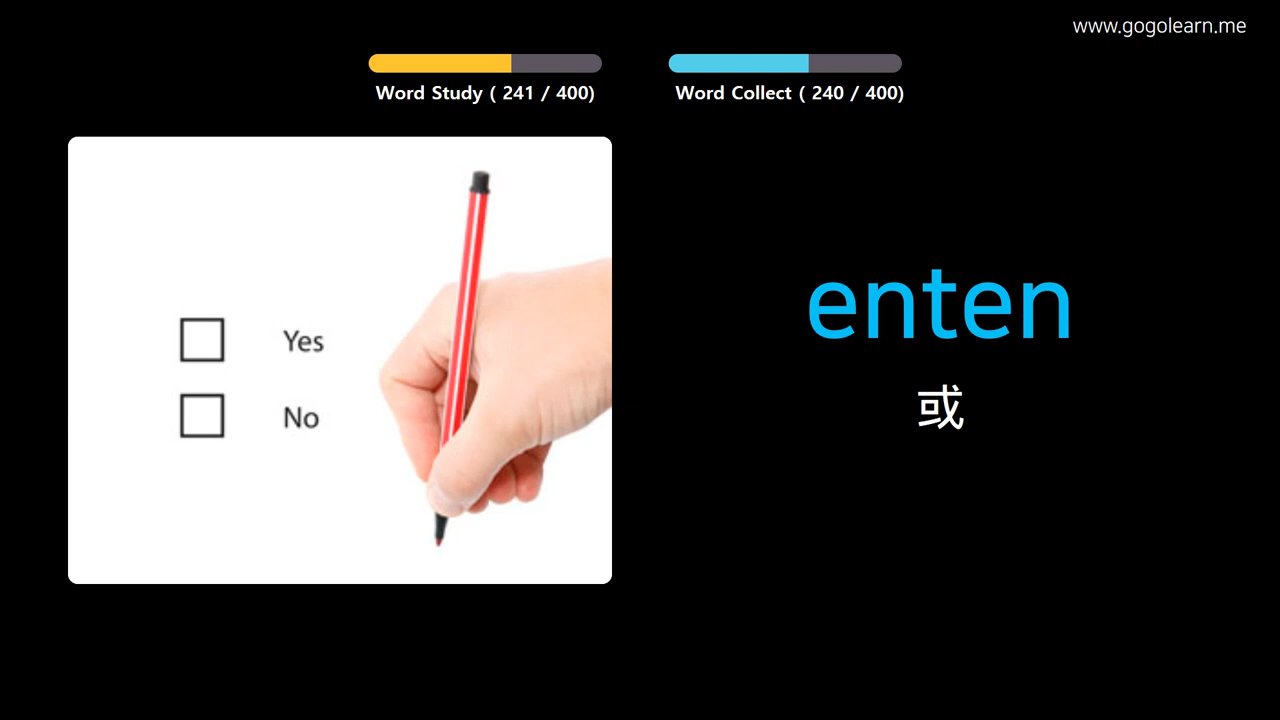 www.gogolearn.me
Word Study ( 241 / 400)
Word Collect ( 240 / 400)
Yes
No
enten
或